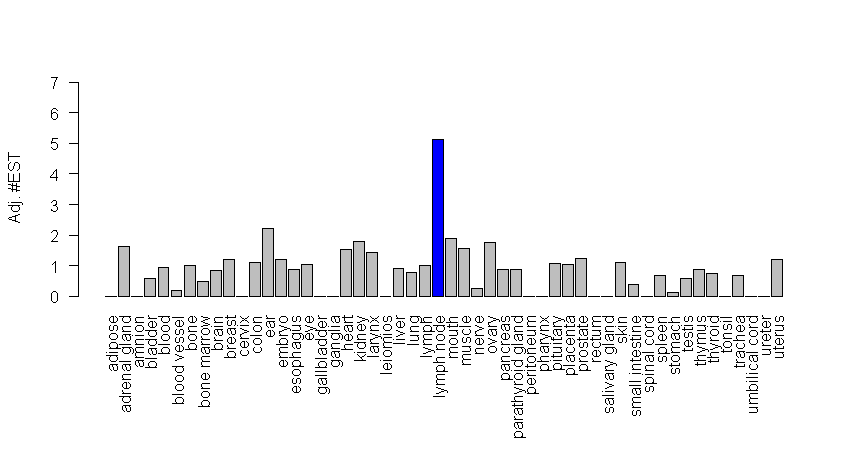 7
6
5
4
3
2
1
0
Adj. #EST
adipose
adrenal gland
amnion
bladder
blood
blood vessel
bone
bone marrow
brain
breast
cervix
colon
ear
embryo
esophagus
eye
gallbladder
ganglia
heart
kidney
larynx
leiomios
liver
lung
lymph
lymph node
mouth
muscle
nerve
ovary
pancreas
parathyroid gland
peritoneum
pharynx
pituitary
placenta
prostate
rectum
salivary gland
skin
small intestine
spinal cord
spleen
stomach
testis
thymus
thyroid
tonsil
trachea
umbilical cord
ureter
uterus